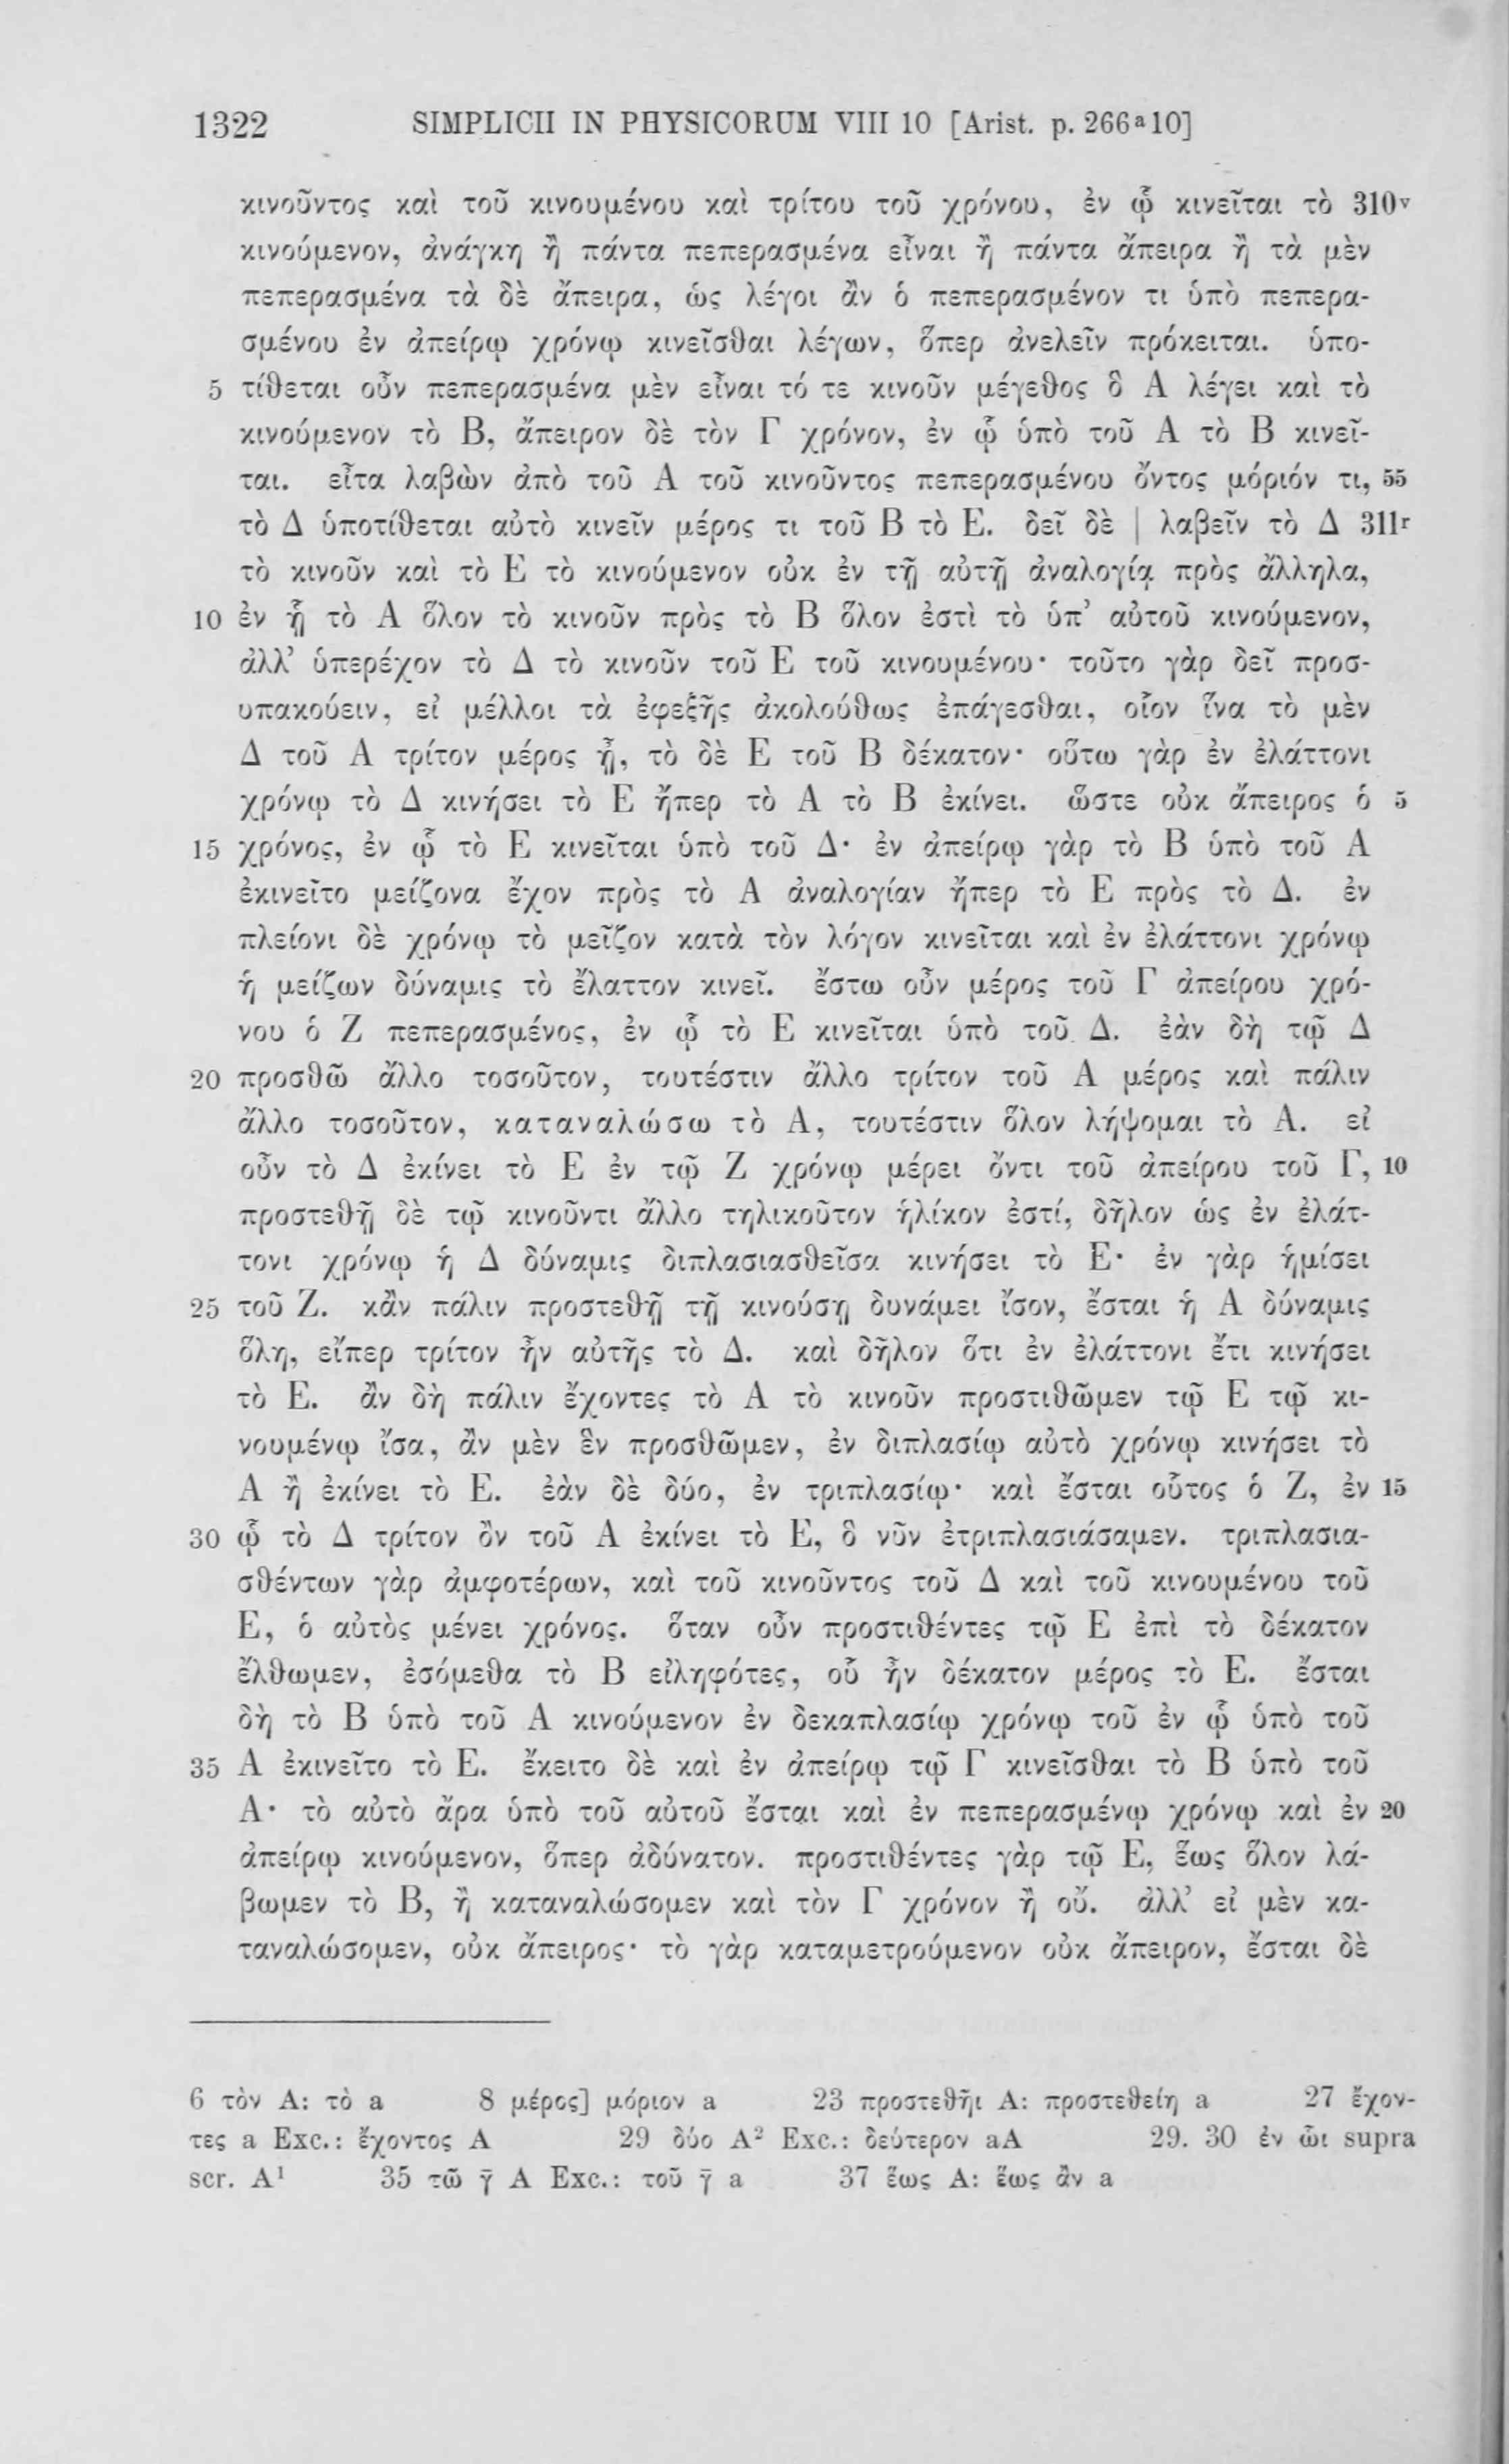 1322 SIMPLICII IN PHYSICORUM VIII 10 [Arist. p. 266ᵃ10]
κινοῦντος καὶ τοῦ κινουμένου καὶ τρίτου τοῦ χρόνου, ἐν ᾧ κινεῖται τὸ 310ᵛ
κινούμενον, ἀνάγκη ἢ πάντα πεπερασμένα εἶναι ἢ πάντα ἄπειρα ἢ τὰ μὲν
πεπερασμένα τὰ δὲ ἄπειρα, ὡς λέγοι ἂν ὁ πεπερασμένον τι ὑπὸ πεπερα-
σμένου ἐν ἀπείρῳ χρόνῳ κινεῖσθαι λέγων, ὅπερ ἀνελεῖν πρόκειται. ὑπο-
5 τίθεται οὖν πεπερασμένα μὲν εἶναι τό τε κινοῦν μέγεθος ὃ Α λέγει καὶ τὸ
κινούμενον τὸ Β, ἄπειρον δὲ τὸν Γ χρόνον, ἐν ᾧ ὑπὸ τοῦ Α τὸ Β κινεῖ-
ται. εἶτα λαβὼν ἀπὸ τοῦ Α τοῦ κινοῦντος πεπερασμένου ὄντος μόριόν τι, 55
τὸ Δ ὑποτίθεται αὐτὸ κινεῖν μέρος τι τοῦ Β τὸ Ε. δεῖ δὲ | λαβεῖν τὸ Δ 311ʳ
τὸ κινοῦν καὶ τὸ Ε τὸ κινούμενον οὐκ ἐν τῇ αὐτῇ ἀναλογίᾳ πρὸς ἄλληλα,
10 ἐν ᾗ τὸ Α ὅλον τὸ κινοῦν πρὸς τὸ Β ὅλον ἐστὶ τὸ ὑπ’ αὐτοῦ κινούμενον,
ἀλλ’ ὑπερέχον τὸ Δ τὸ κινοῦν τοῦ Ε τοῦ κινουμένου· τοῦτο γὰρ δεῖ προσ-
υπακούειν, εἰ μέλλοι τὰ ἐφεξῆς ἀκολούθως ἐπάγεσθαι, οἷον ἵνα τὸ μὲν
Δ τοῦ Α τρίτον μέρος ᾖ, τὸ δὲ Ε τοῦ Β δέκατον· οὕτω γὰρ ἐν ἐλάττονι
χρόνῳ τὸ Δ κινήσει τὸ Ε ἤπερ τὸ Α τὸ Β ἐκίνει. ὥστε οὐκ ἄπειρος ὁ 5
15 χρόνος, ἐν ᾧ τὸ Ε κινεῖται ὑπὸ τοῦ Δ· ἐν ἀπείρῳ γὰρ τὸ Β ὑπὸ τοῦ Α
ἐκινεῖτο μείζονα ἔχον πρὸς τὸ Α ἀναλογίαν ἤπερ τὸ Ε πρὸς τὸ Δ. ἐν
πλείονι δὲ χρόνῳ τὸ μεῖζον κατὰ τὸν λόγον κινεῖται καὶ ἐν ἐλάττονι χρόνῳ
ἡ μείζων δύναμις τὸ ἔλαττον κινεῖ. ἔστω οὖν μέρος τοῦ Γ ἀπείρου χρό-
νου ὁ Ζ πεπερασμένος, ἐν ᾧ τὸ Ε κινεῖται ὑπὸ τοῦ Δ. ἐὰν δὴ τῷ Δ
20 προσθῶ ἄλλο τοσοῦτον, τουτέστιν ἄλλο τρίτον τοῦ Α μέρος καὶ πάλιν
ἄλλο τοσοῦτον, καταναλώσω τὸ Α, τουτέστιν ὅλον λήψομαι τὸ Α. εἰ
οὖν τὸ Δ ἐκίνει τὸ Ε ἐν τῷ Ζ χρόνῳ μέρει ὄντι τοῦ ἀπείρου τοῦ Γ, 10
προστεθῇ δὲ τῷ κινοῦντι ἄλλο τηλικοῦτον ἡλίκον ἐστί, δῆλον ὡς ἐν ἐλάτ-
τονι χρόνῳ ἡ Δ δύναμις διπλασιασθεῖσα κινήσει τὸ Ε· ἐν γὰρ ἡμίσει
25 τοῦ Ζ. κἂν πάλιν προστεθῇ τῇ κινούσῃ δυνάμει ἴσον, ἔσται ἡ Α δύναμις
ὅλη, εἴπερ τρίτον ἦν αὐτῆς τὸ Δ. καὶ δῆλον ὅτι ἐν ἐλάττονι ἔτι κινήσει
τὸ Ε. ἂν δὴ πάλιν ἔχοντες τὸ Α τὸ κινοῦν προστιθῶμεν τῷ Ε τῷ κι-
νουμένῳ ἴσα, ἂν μὲν ἓν προσθῶμεν, ἐν διπλασίῳ αὐτὸ χρόνῳ κινήσει τὸ
Α ἢ ἐκίνει τὸ Ε. ἐὰν δὲ δύο, ἐν τριπλασίῳ· καὶ ἔσται οὗτος ὁ Ζ, ἐν 15
30 ᾧ τὸ Δ τρίτον ὂν τοῦ Α ἐκίνει τὸ Ε, ὃ νῦν ἐτριπλασιάσαμεν. τριπλασια-
σθέντων γὰρ ἀμφοτέρων, καὶ τοῦ κινοῦντος τοῦ Δ καὶ τοῦ κινουμένου τοῦ
Ε, ὁ αὐτὸς μένει χρόνος. ὅταν οὖν προστιθέντες τῷ Ε ἐπὶ τὸ δέκατον
ἔλθωμεν, ἐσόμεθα τὸ Β εἰληφότες, οὗ ἦν δέκατον μέρος τὸ Ε. ἔσται
δὴ τὸ Β ὑπὸ τοῦ Α κινούμενον ἐν δεκαπλασίῳ χρόνῳ τοῦ ἐν ᾧ ὑπὸ τοῦ
35 Α ἐκινεῖτο τὸ Ε. ἔκειτο δὲ καὶ ἐν ἀπείρῳ τῷ Γ κινεῖσθαι τὸ Β ὑπὸ τοῦ
Α· τὸ αὐτὸ ἄρα ὑπὸ τοῦ αὐτοῦ ἔσται καὶ ἐν πεπερασμένῳ χρόνῳ καὶ ἐν 20
ἀπείρῳ κινούμενον, ὅπερ ἀδύνατον. προστιθέντες γὰρ τῷ Ε, ἕως ὅλον λά-
βωμεν τὸ Β, ἢ καταναλώσομεν καὶ τὸν Γ χρόνον ἢ οὔ. ἀλλ’ εἰ μὲν κα-
ταναλώσομεν, οὐκ ἄπειρος· τὸ γὰρ καταμετρούμενον οὐκ ἄπειρον, ἔσται δὲ
6 τὸν A: τὸ a 8 μέρος] μόριον a 23 προστεθῆι A: προστεθείη a 27 ἔχον-
τες a Exc.: ἔχοντος A 29 δύο A² Exc.: δεύτερον aA 29. 30 ἐν ὧι supra
scr. A¹ 35 τῶ γ̄ A Exc.: τοῦ γ̄ a 37 ἕως A: ἕως ἂν a